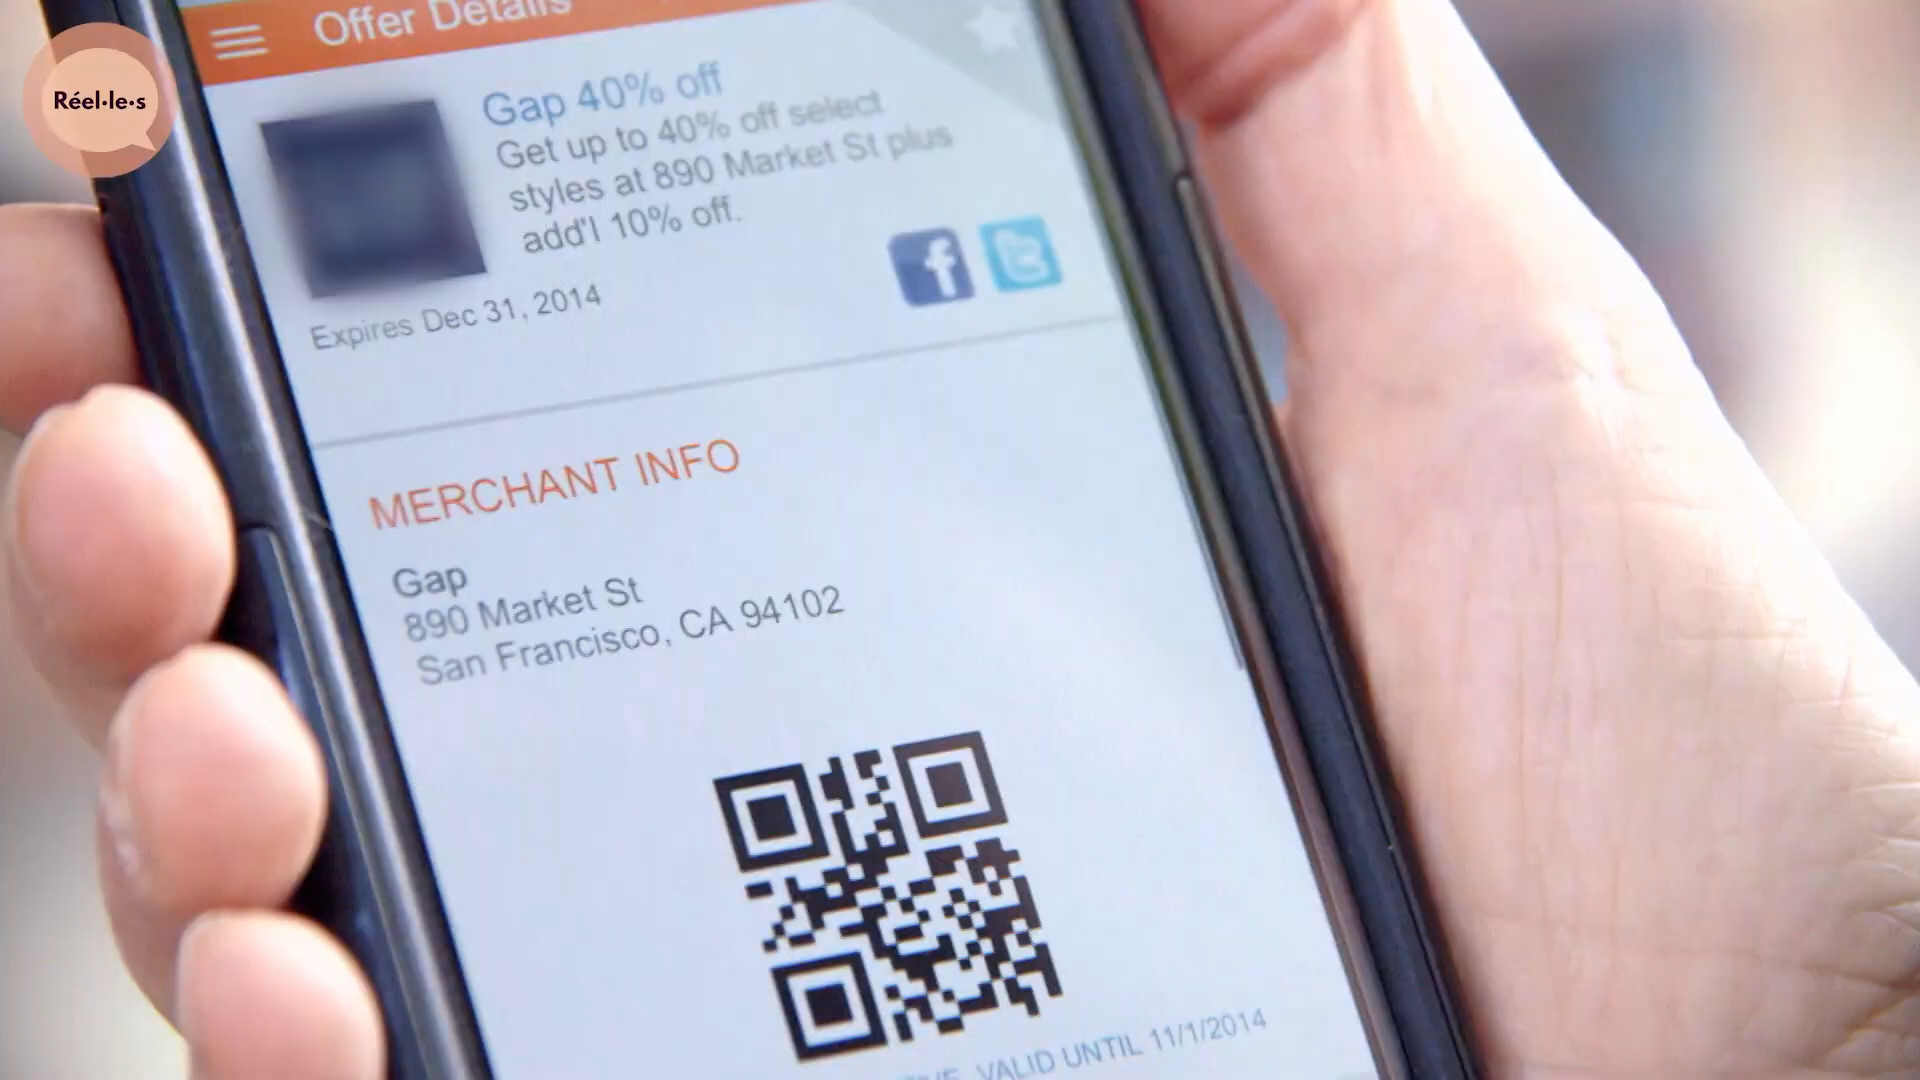 Réel·le·s
Offer Details
Gap 40% off
Get up to 40% off select
styles at 890 Market St plus
add'l 10% off.
Expires Dec 31, 2014
MERCHANT INFO
Gap
890 Market St
San Francisco, CA 94102
VALID UNTIL 11/1/2014